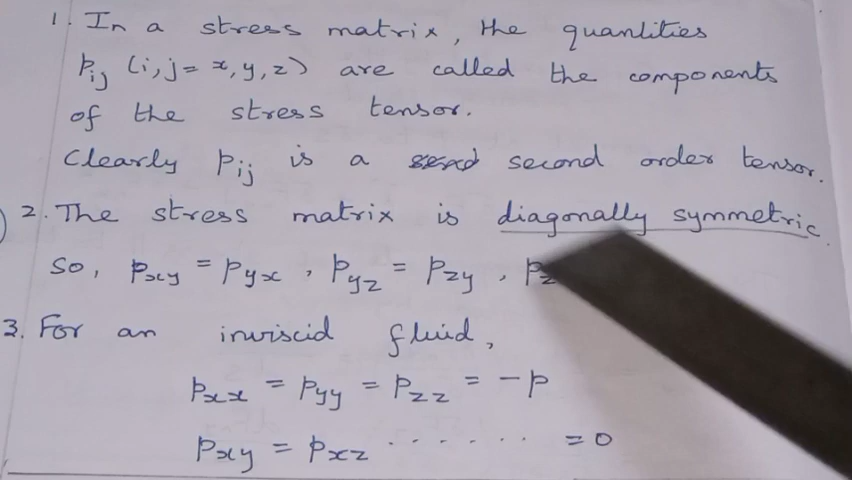 1. In a stress matrix, the quantities
Pij (i,j = x, y, z) are called the components
of the stress tensor.
Clearly Pij is a second order tensor.
2. The stress matrix is diagonally symmetric.
So, Pxy = Pyx, Pyz = Pzy,
3. For an inviscid fluid,
Pxx = Pyy = Pzz = -P
Pxy = Pxz ........ = 0